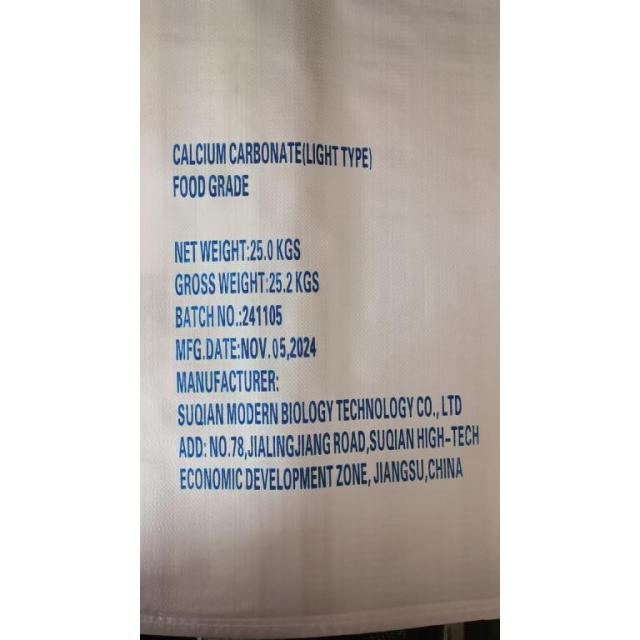 CALCIUM CARBONATE(LIGHT TYPE)
FOOD GRADE
NET WEIGHT:25.0 KGS
GROSS WEIGHT:25.2 KGS
BATCH NO.:241105
MFG.DATE:NOV.05,2024
MANUFACTURER:
SUQIAN MODERN BIOLOGY TECHNOLOGY CO., LTD
ADD: NO.78,JIALINGJIANG ROAD,SUQIAN HIGH-TECH
ECONOMIC DEVELOPMENT ZONE, JIANGSU,CHINA